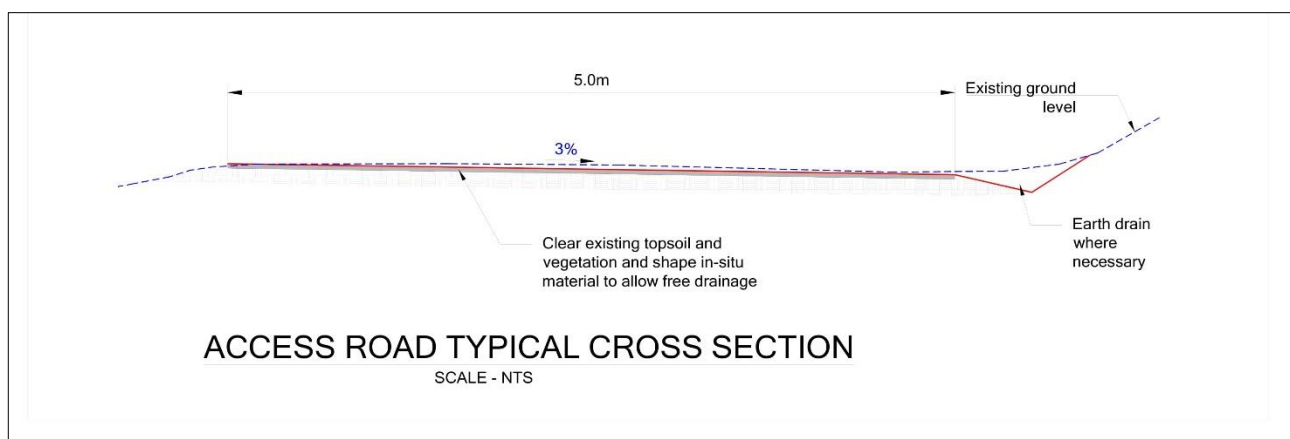 5.0m
Existing ground
level
3%
Clear existing topsoil and
vegetation and shape in-situ
material to allow free drainage
Earth drain
where
necessary
ACCESS ROAD TYPICAL CROSS SECTION
SCALE - NTS